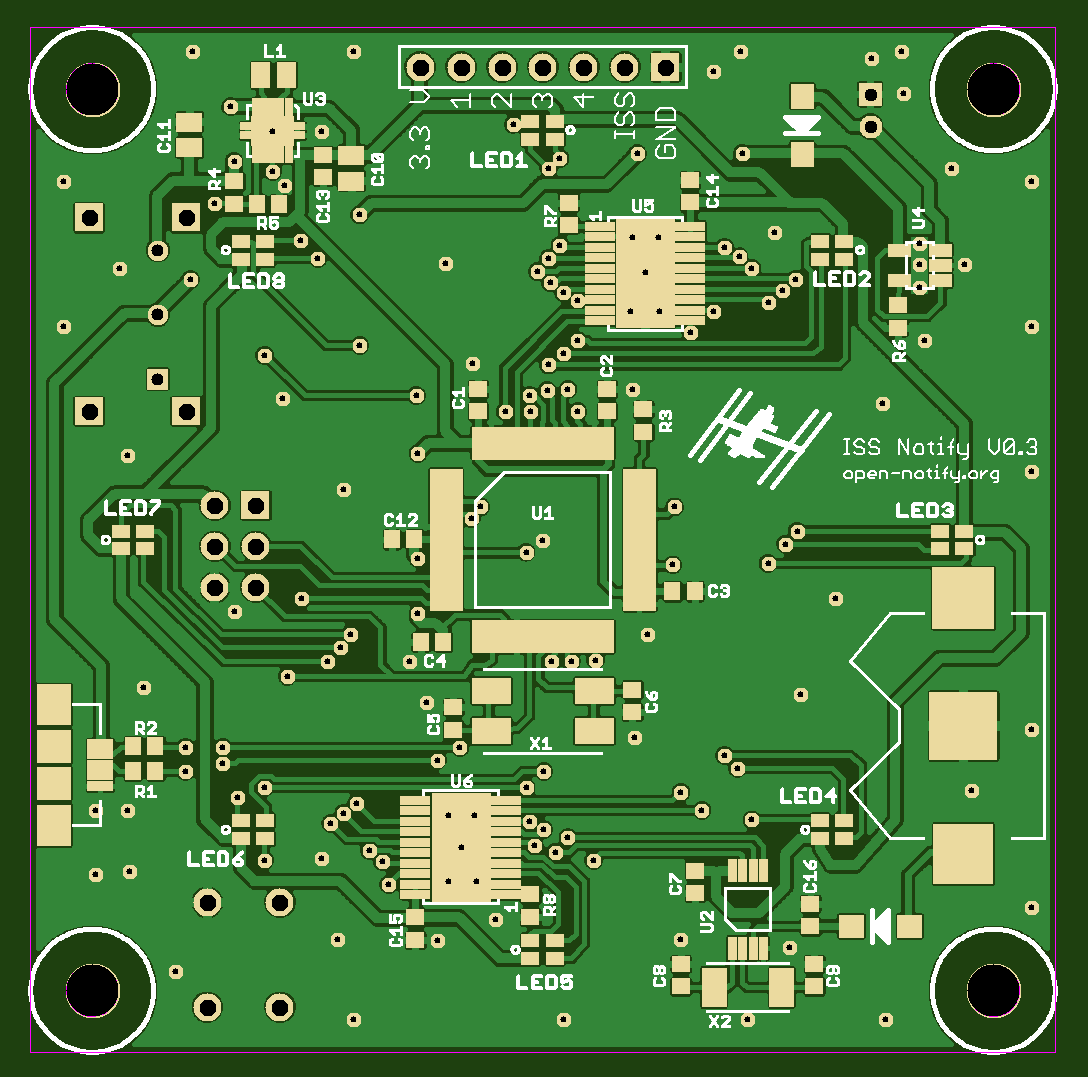 L1
U3
3.3 V
1
2
3
4
ISS
GND
C11
LED1
C10
R4
C13
C14
U5
R7
1
U4
R5
LED8
LED2
R6
C2
C1
R3
ISS Notify V0.3
open-notify.org
LED7
C12
U1
LED3
C3
C4
C6
C5
R2
X1
R1
U6
LED4
LED6
C16
C7
R8
1
U2
C15
LED5
C8
C9
X2